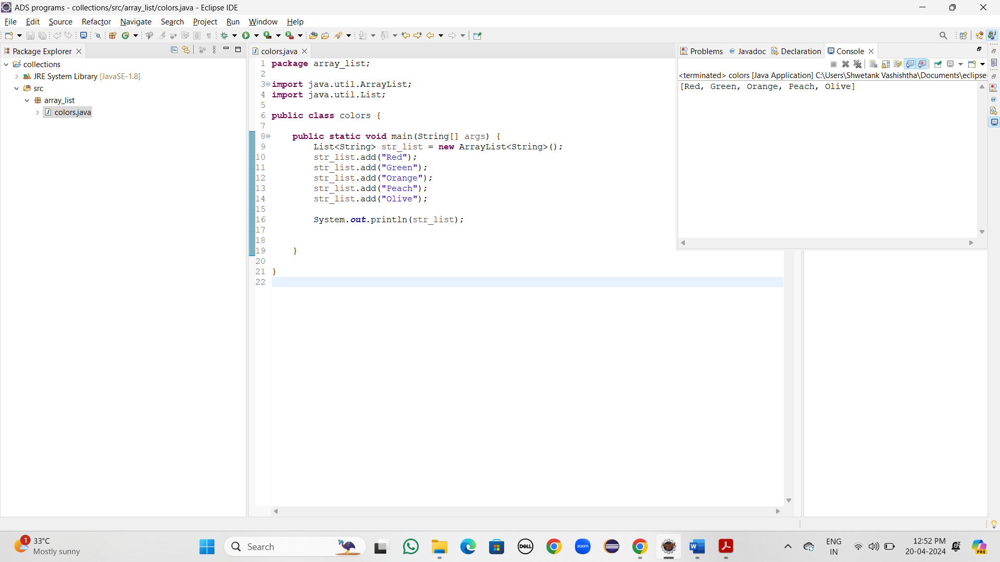 ADS programs - collections/src/array_list/colors.java - Eclipse IDE
File Edit Source Refactor Navigate Search Project Run Window Help
Package Explorer
collections
JRE System Library [JavaSE-1.8]
src
array_list
colors.java
colors.java
1 package array_list;
2
3 import java.util.ArrayList;
4 import java.util.List;
5
6 public class colors {
7
8 public static void main(String[] args) {
9 List<String> str_list = new ArrayList<String>();
10 str_list.add("Red");
11 str_list.add("Green");
12 str_list.add("Orange");
13 str_list.add("Peach");
14 str_list.add("Olive");
15
16 System.out.println(str_list);
17
18
19 }
20
21 }
22
Problems @ Javadoc Declaration Console
<terminated> colors [Java Application] C:\Users\Shwetank Vashishtha\Documents\eclipse-
[Red, Green, Orange, Peach, Olive]
1
33°C
Mostly sunny
Search
DELL
zoom
W
PRE
ENG
IN
12:52 PM
20-04-2024